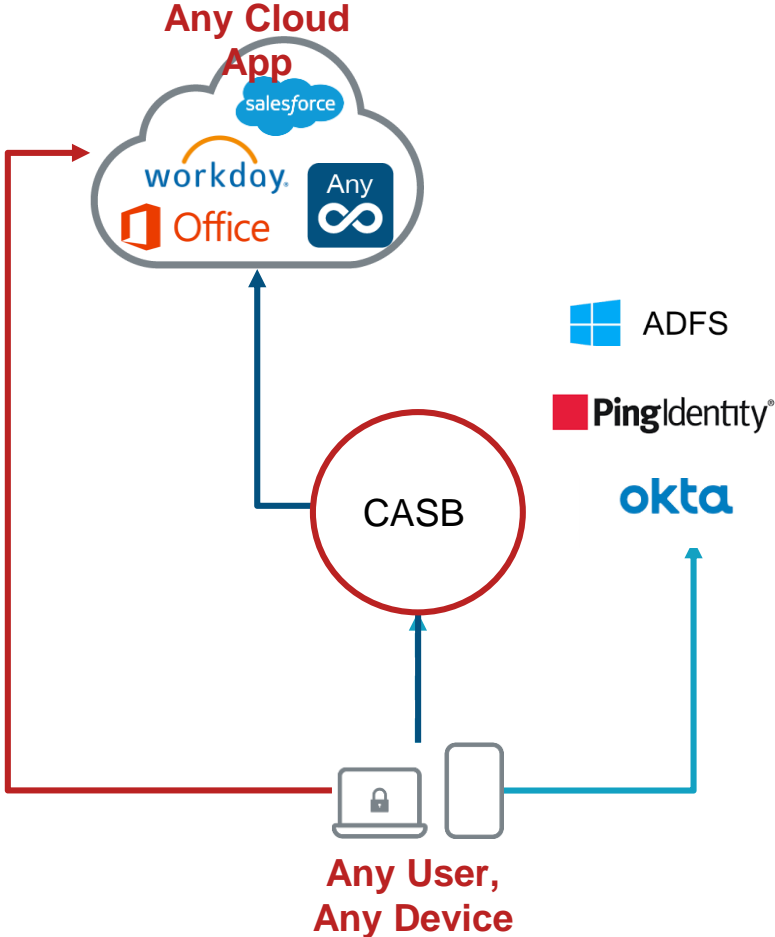 Any Cloud
App
salesforce
workday.
Any
Office
ADFS
PingIdentity®
okta
CASB
Any User,
Any Device